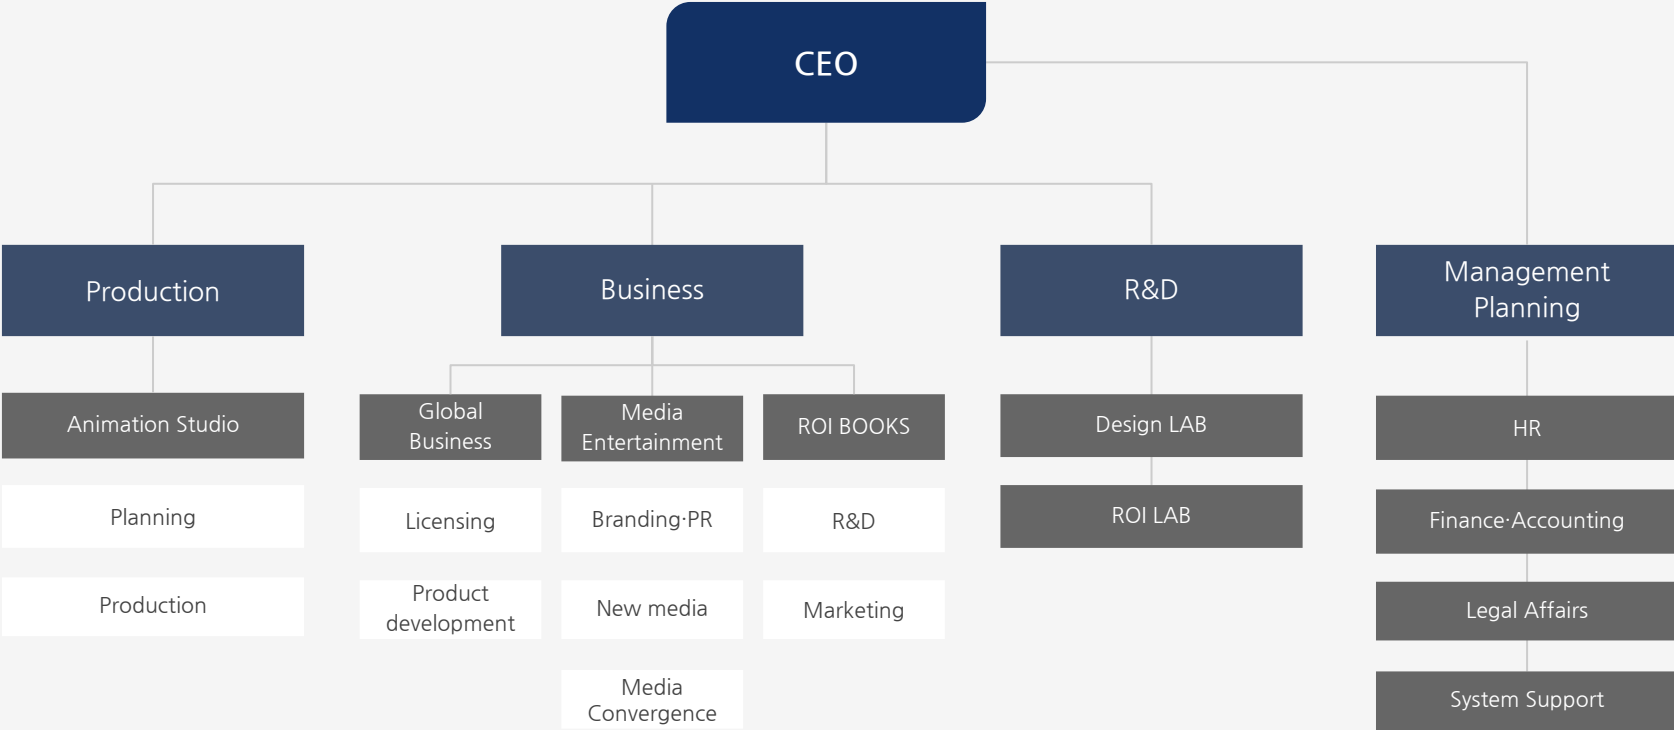 CEO
Production
Business
R&D
Management
Planning
Animation Studio
Planning
Production
Global
Business
Licensing
Product
development
Media
Entertainment
Branding·PR
New media
Media
Convergence
ROI BOOKS
R&D
Marketing
Design LAB
ROI LAB
HR
Finance·Accounting
Legal Affairs
System Support